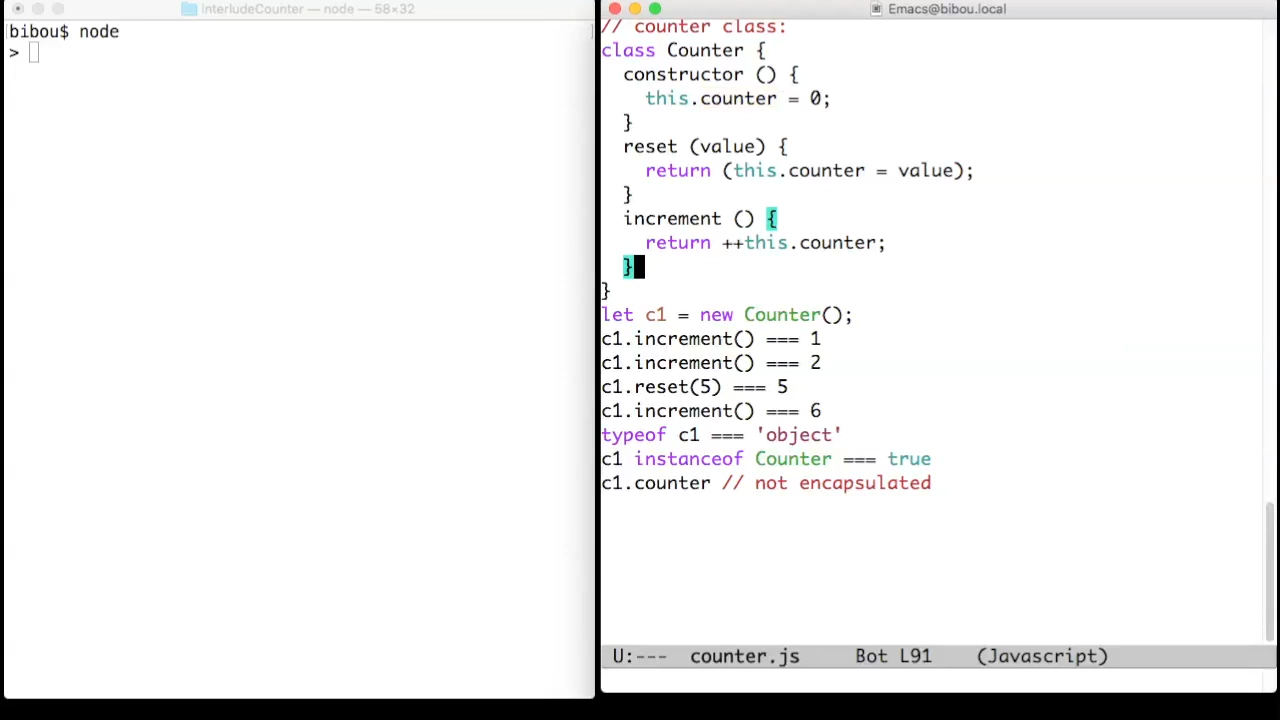 InterludeCounter — node — 58×32
bibou$ node
>
Emacs@bibou.local
// counter class:
class Counter {
  constructor () {
    this.counter = 0;
  }
  reset (value) {
    return (this.counter = value);
  }
  increment () {
    return ++this.counter;
  }
}
let c1 = new Counter();
c1.increment() === 1
c1.increment() === 2
c1.reset(5) === 5
c1.increment() === 6
typeof c1 === 'object'
c1 instanceof Counter === true
c1.counter // not encapsulated
U:--- counter.js Bot L91 (Javascript)